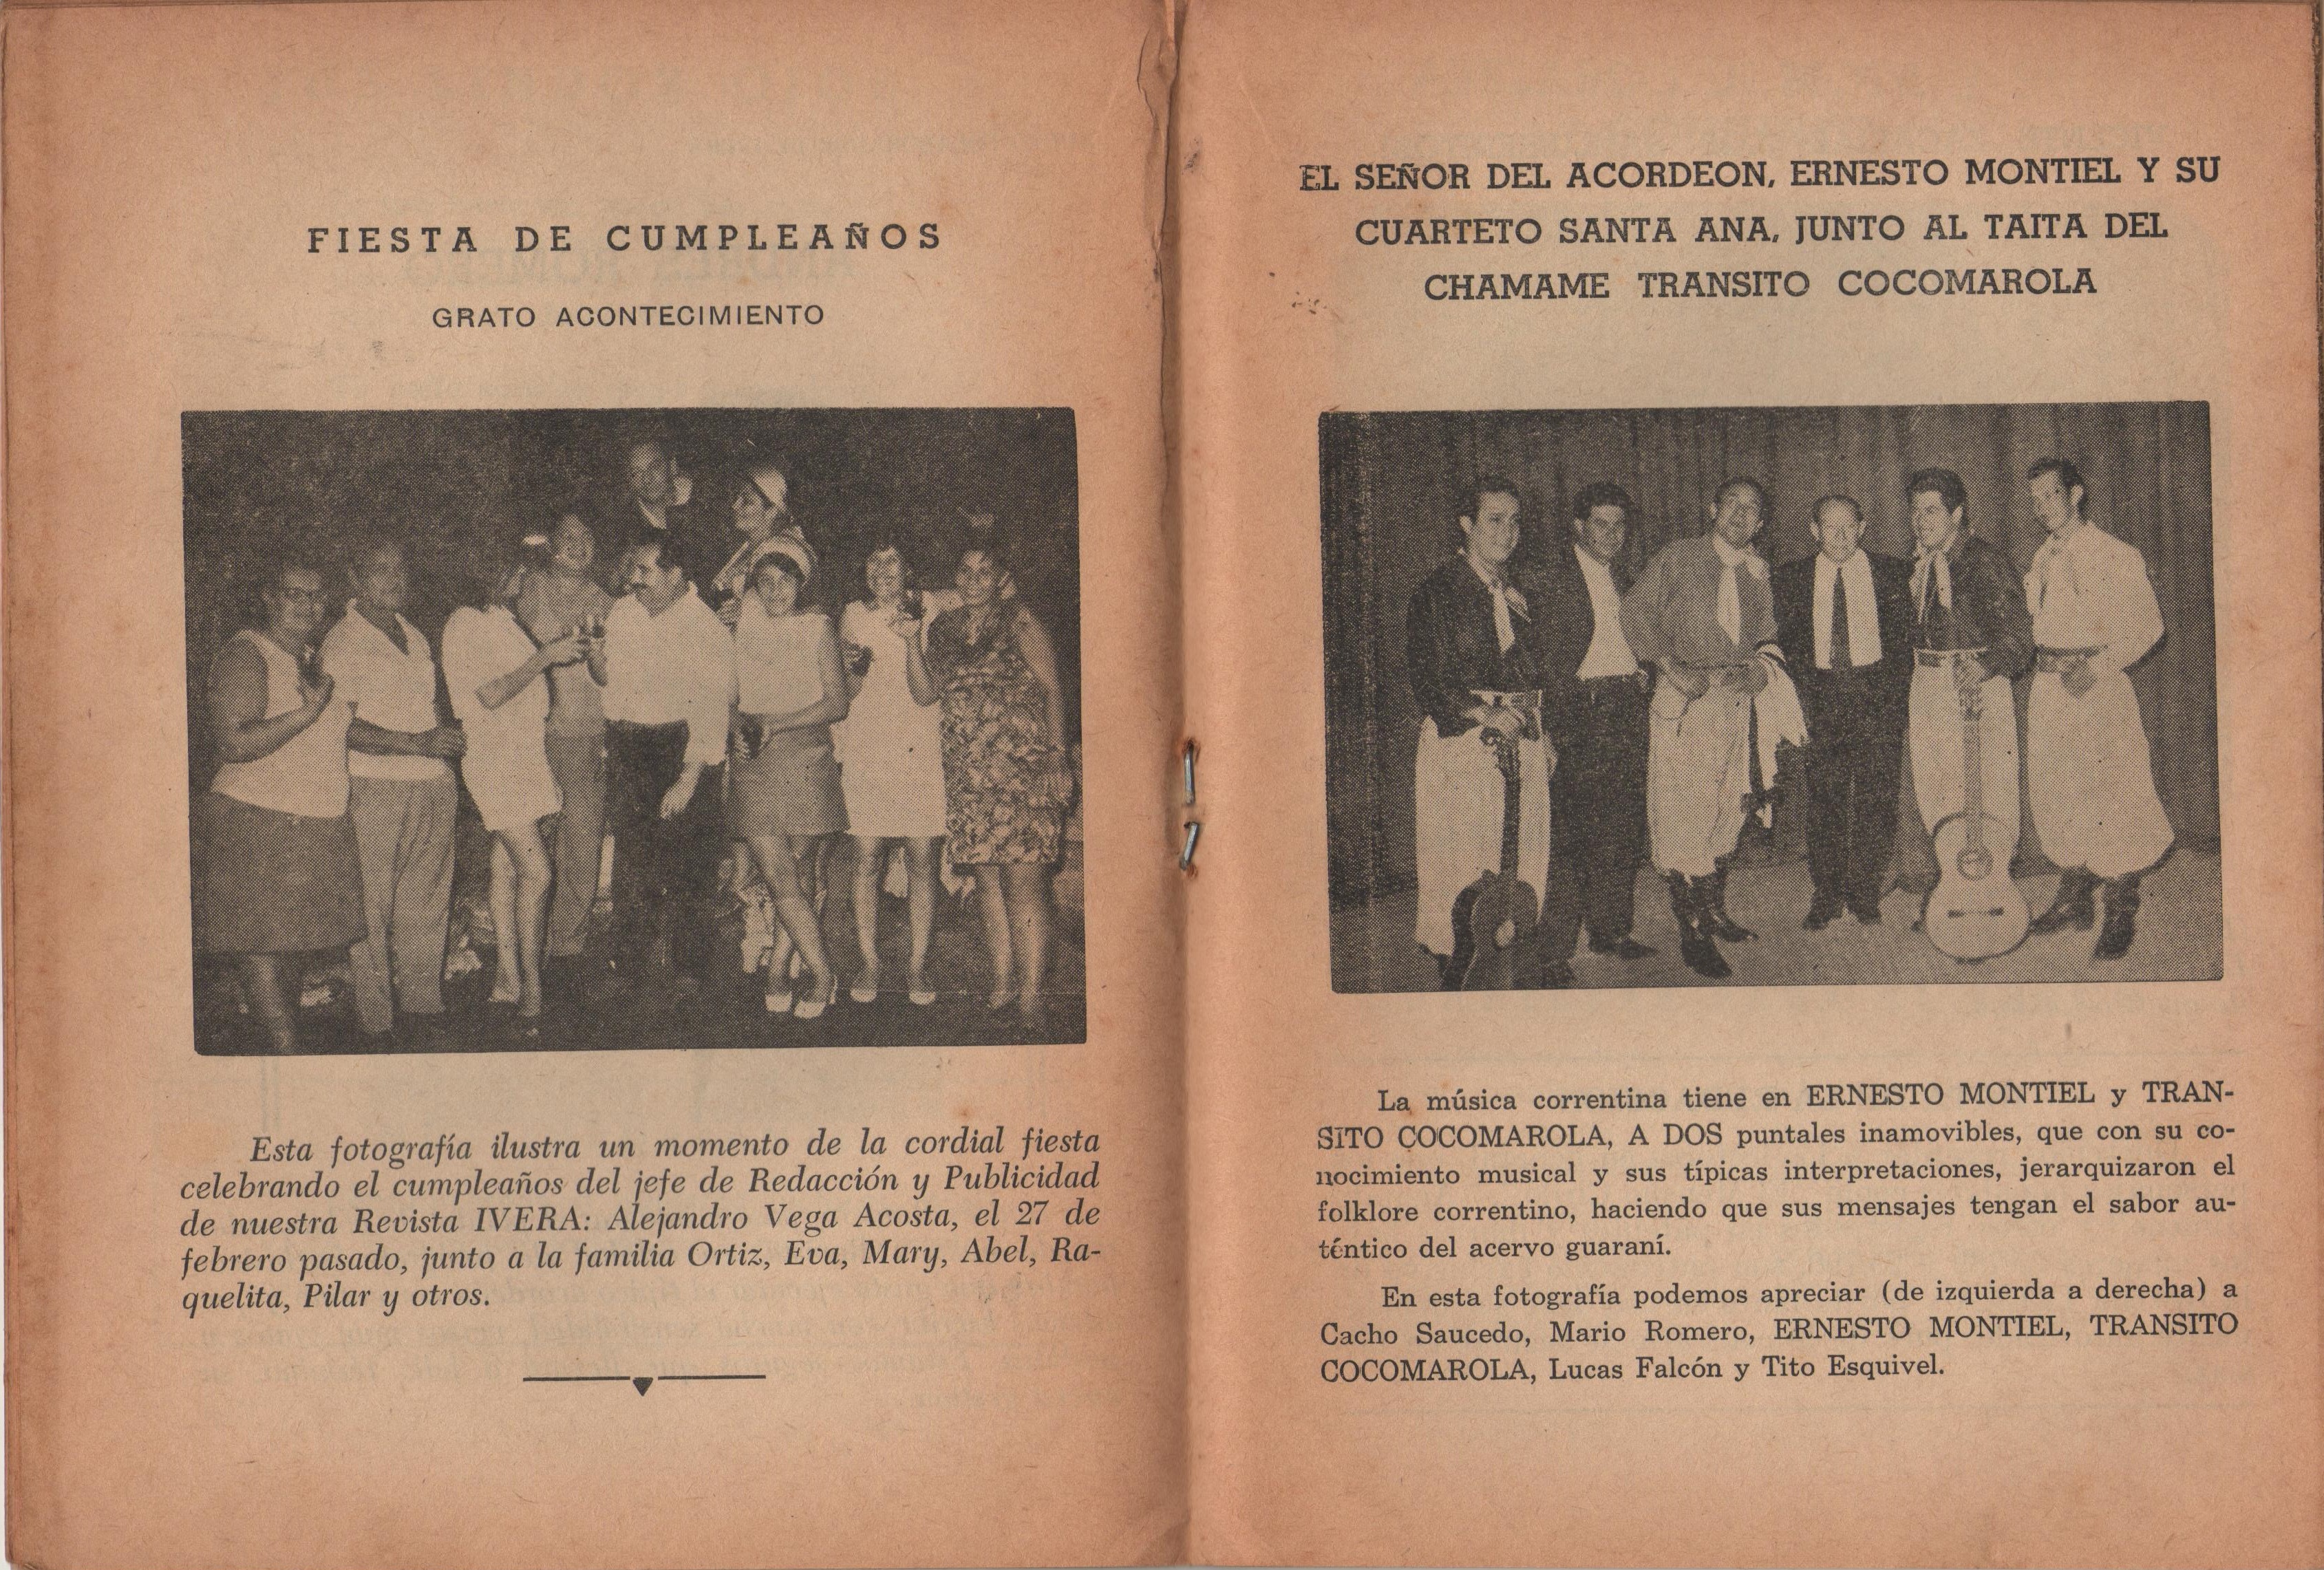 FIESTA DE CUMPLEAÑOS
GRATO ACONTECIMIENTO
Esta fotografía ilustra un momento de la cordial fiesta
celebrando el cumpleaños del jefe de Redacción y Publicidad
de nuestra Revista IVERA: Alejandro Vega Acosta, el 27 de
febrero pasado, junto a la familia Ortiz, Eva, Mary, Abel, Ra-
quelita, Pilar y otros.
EL SEÑOR DEL ACORDEON, ERNESTO MONTIEL Y SU
CUARTETO SANTA ANA, JUNTO AL TAITA DEL
CHAMAME TRANSITO COCOMAROLA
La música correntina tiene en ERNESTO MONTIEL y TRAN-
SITO COCOMAROLA, A DOS puntales inamovibles, que con su co-
nocimiento musical y sus típicas interpretaciones, jerarquizaron el
folklore correntino, haciendo que sus mensajes tengan el sabor au-
téntico del acervo guaraní.
En esta fotografía podemos apreciar (de izquierda a derecha) a
Cacho Saucedo, Mario Romero, ERNESTO MONTIEL, TRANSITO
COCOMAROLA, Lucas Falcón y Tito Esquivel.